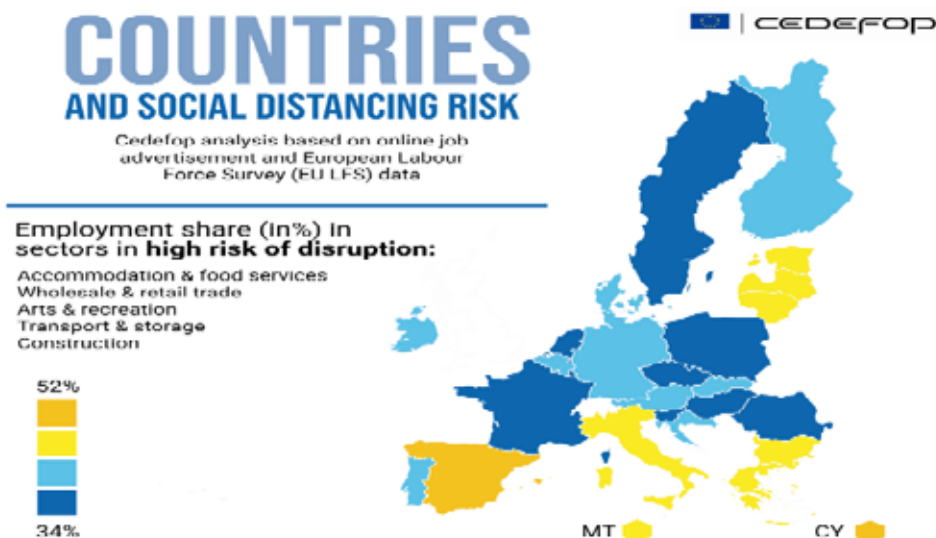 COUNTRIES
AND SOCIAL DISTANCING RISK
CEDEFOP
Cedefop analysis based on online job
advertisement and European Labour
Force Survey (EU LFS) data
Employment share (in%) in
sectors in high risk of disruption:
Accommodation & food services
Wholesale & retail trade
Arts & recreation
Transport & storage
Construction
52%
34%
MT
CY